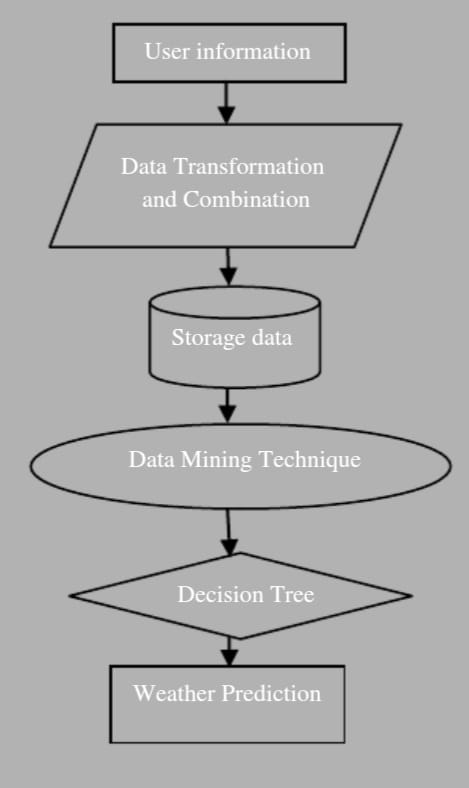 User information
Data Transformation
and Combination
Storage data
Data Mining Technique
Decision Tree
Weather Prediction